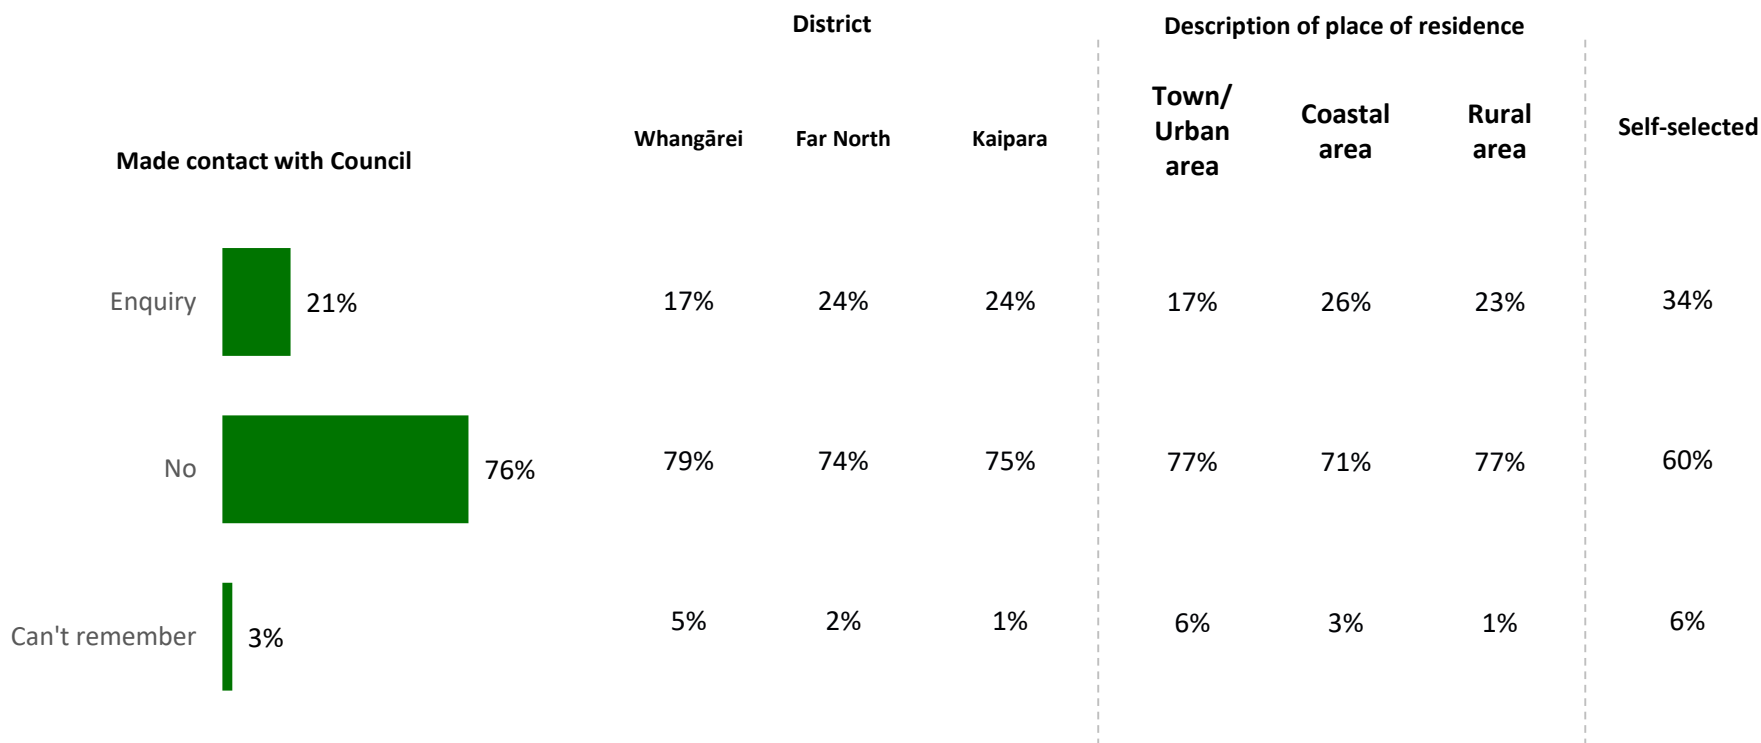 District
Description of place of residence
Made contact with Council
Whangārei
Far North
Kaipara
Town/
Urban
area
Coastal
area
Rural
area
Self-selected
Enquiry 21% 17% 24% 24% 17% 26% 23% 34%
No 76% 79% 74% 75% 77% 71% 77% 60%
Can't remember 3% 5% 2% 1% 6% 3% 1% 6%